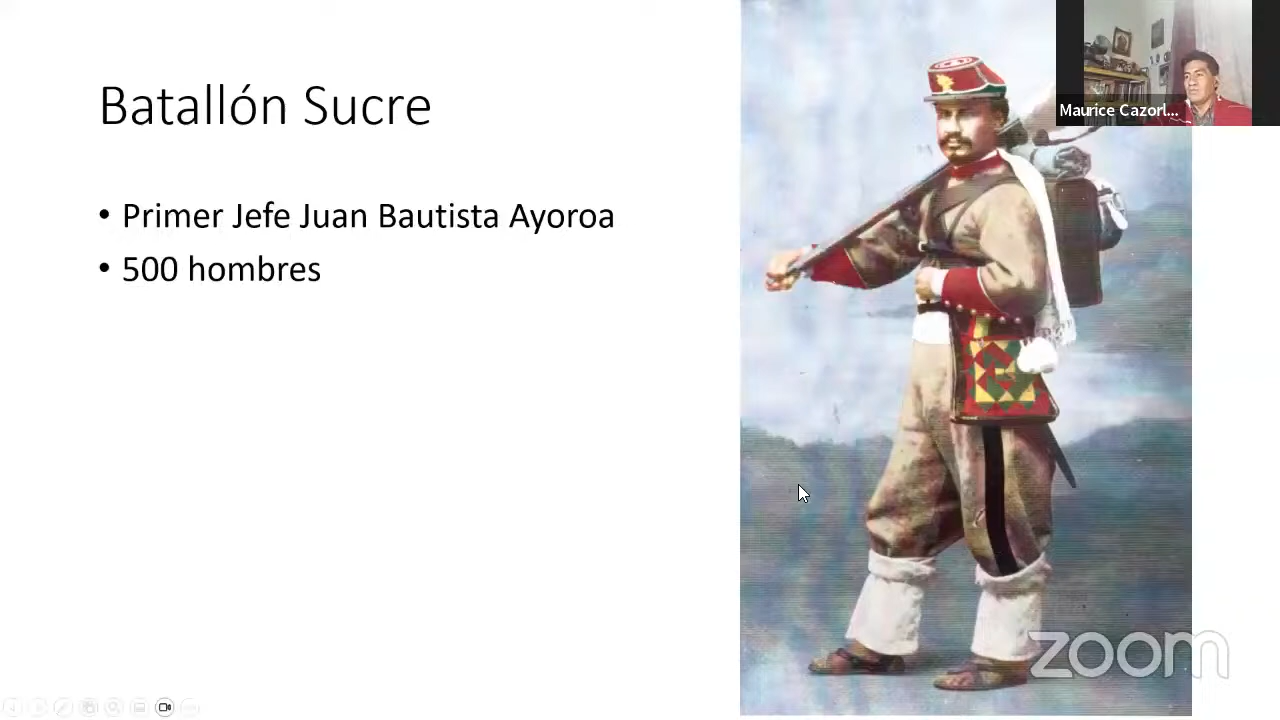 Batallón Sucre
• Primer Jefe Juan Bautista Ayoroa
• 500 hombres
Maurice Cazorl...
zoom